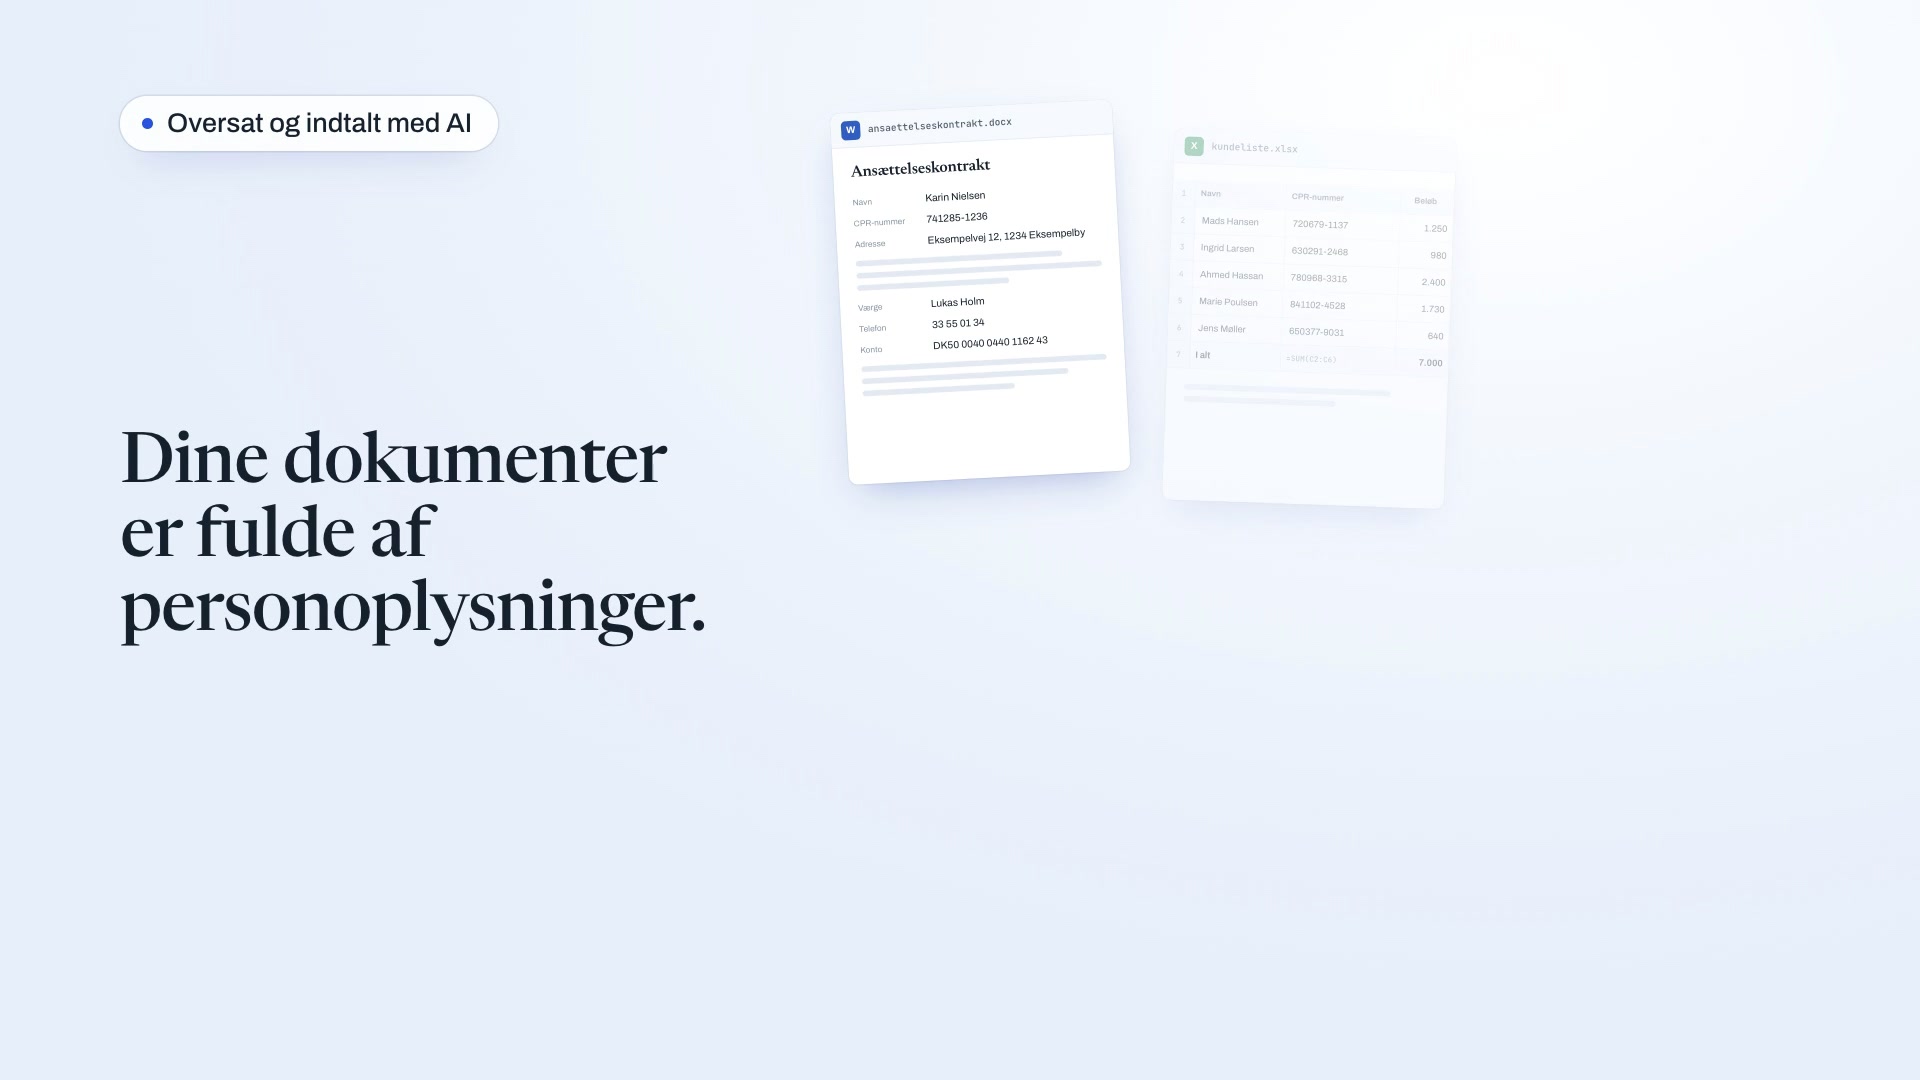 Oversat og indtalt med AI
Dine dokumenter
er fulde af
personoplysninger.
W ansaettelseskontrakt.docx
Ansættelseskontrakt
Navn Karin Nielsen
CPR-nummer 741285-1236
Adresse Eksempelvej 12, 1234 Eksempelby
Værge Lukas Holm
Telefon 33 55 01 34
Konto DK50 0040 0440 1162 43
X kundeliste.xlsx
1 Navn CPR-nummer Beløb
2 Mads Hansen 720679-1137 1.250
3 Ingrid Larsen 630291-2468 980
4 Ahmed Hassan 780968-3315 2.400
5 Marie Poulsen 841102-4528 1.730
6 Jens Møller 650377-9031 640
7 I alt =SUM(C2:C6) 7.000